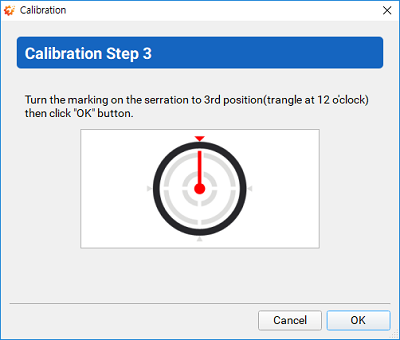 Calibration
Calibration Step 3
Turn the marking on the serration to 3rd position(trangle at 12 o'clock)
then click "OK" button.
Cancel
OK